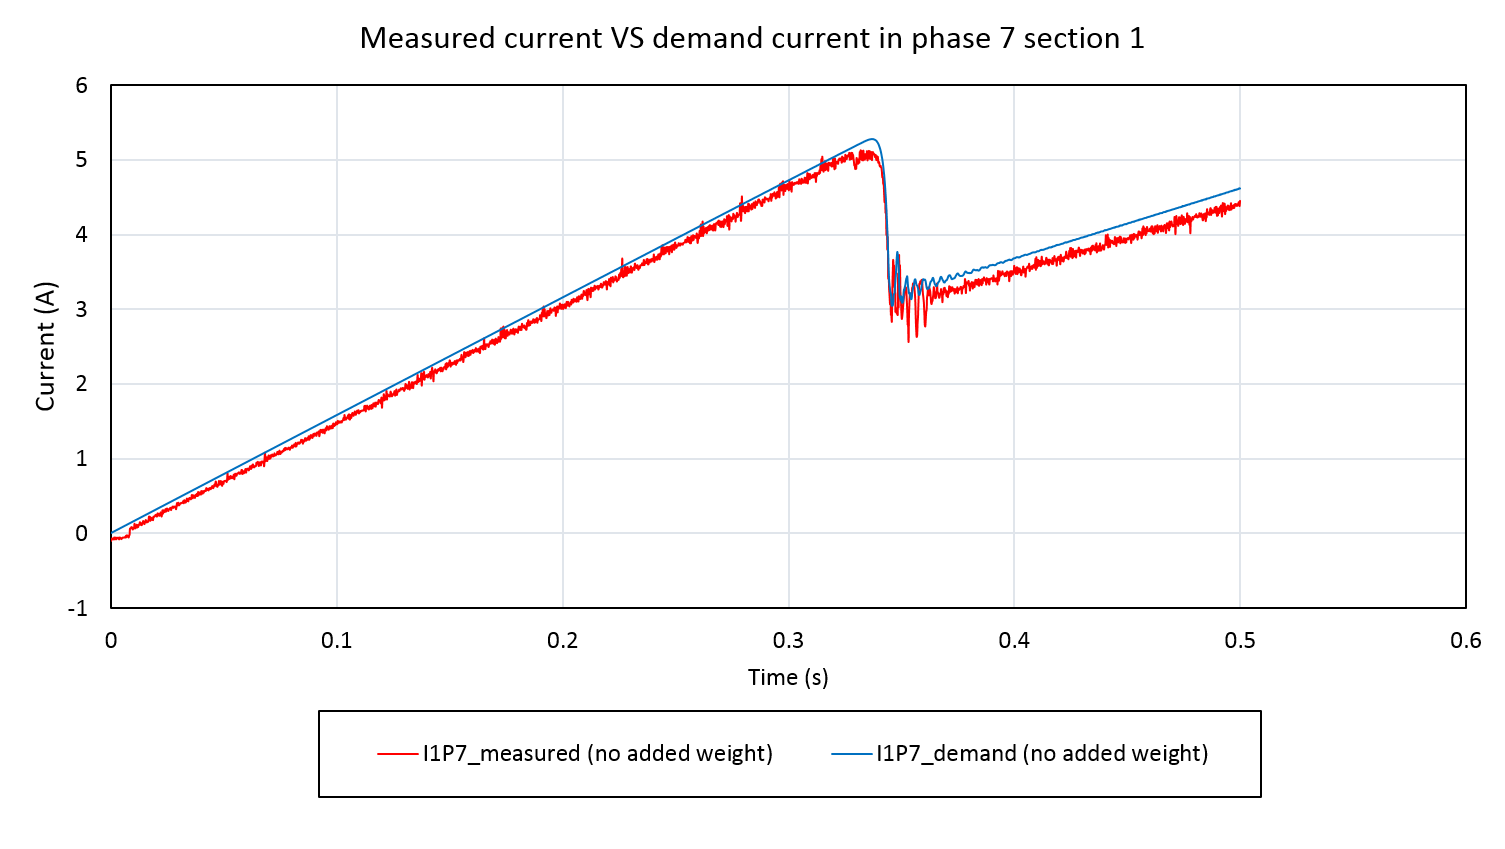 Measured current VS demand current in phase 7 section 1
6
5
4
3
2
1
0
-1
Current (A)
0 0.1 0.2 0.3 0.4 0.5 0.6
Time (s)
I1P7_measured (no added weight) I1P7_demand (no added weight)